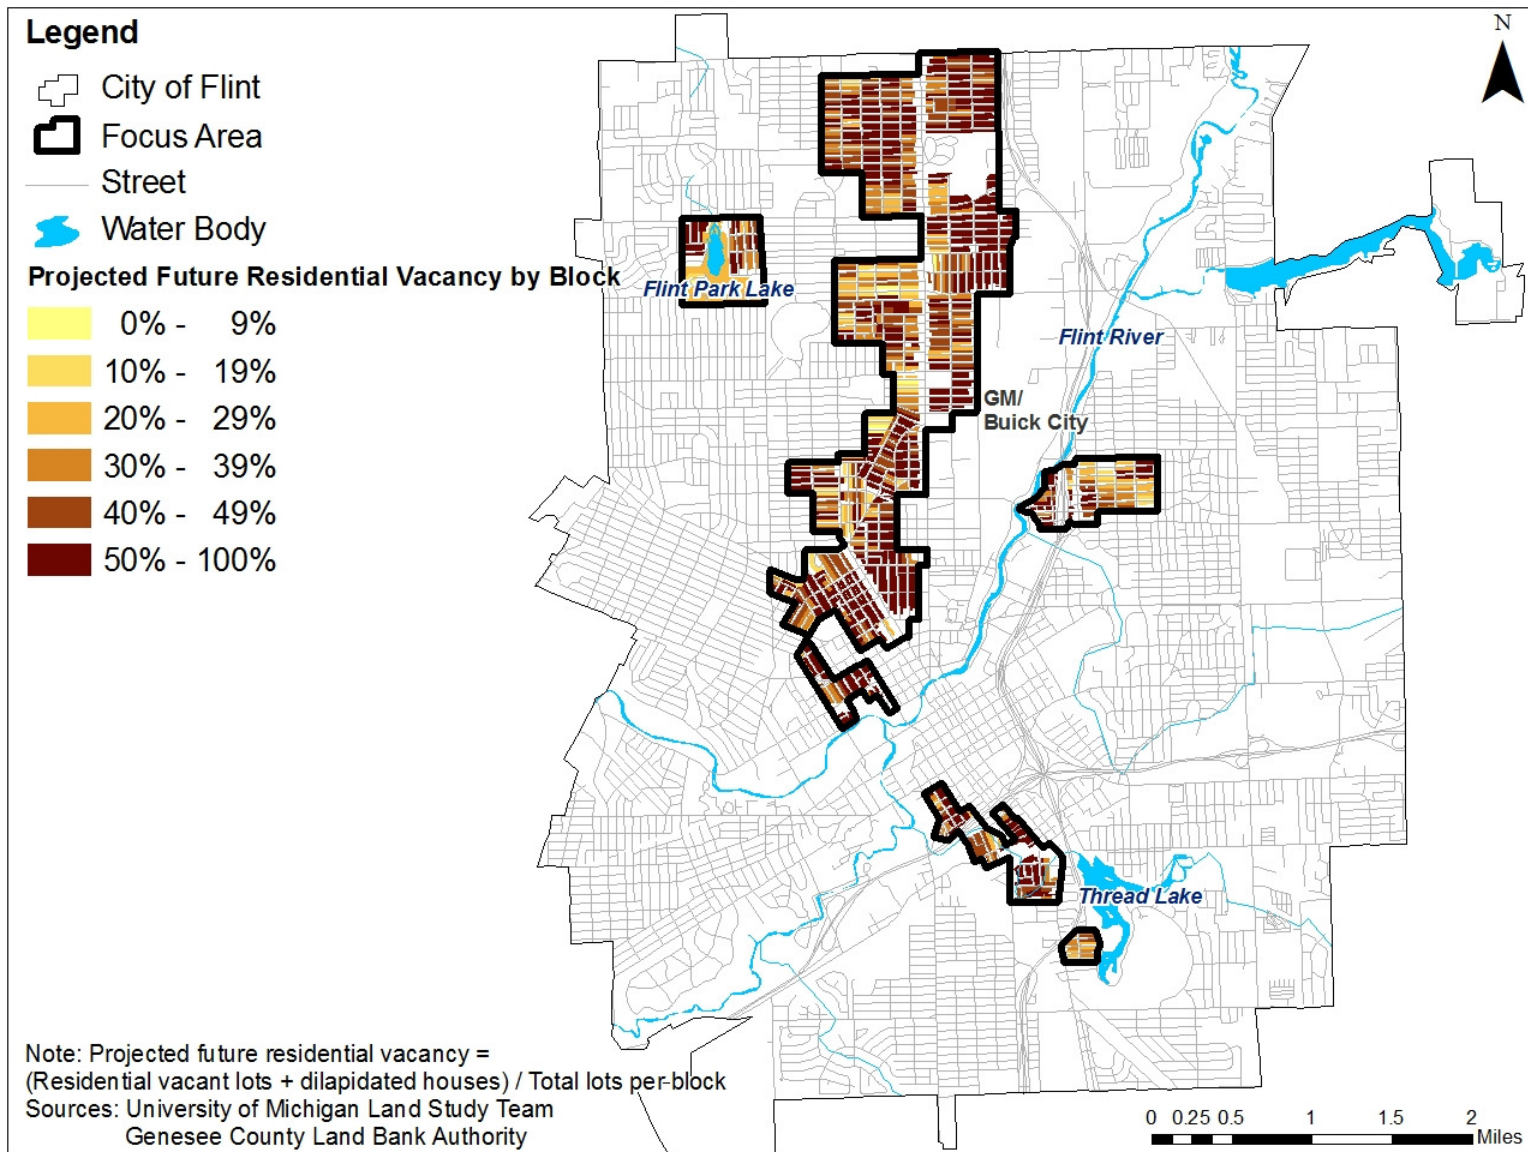 Legend
City of Flint
Focus Area
Street
Water Body
Projected Future Residential Vacancy by Block
0% - 9%
10% - 19%
20% - 29%
30% - 39%
40% - 49%
50% - 100%
N
Flint Park Lake
Flint River
GM/
Buick City
Thread Lake
Note: Projected future residential vacancy =
(Residential vacant lots + dilapidated houses) / Total lots per-block
Sources: University of Michigan Land Study Team
Genesee County Land Bank Authority
0 0.25 0.5 1 1.5 2
Miles